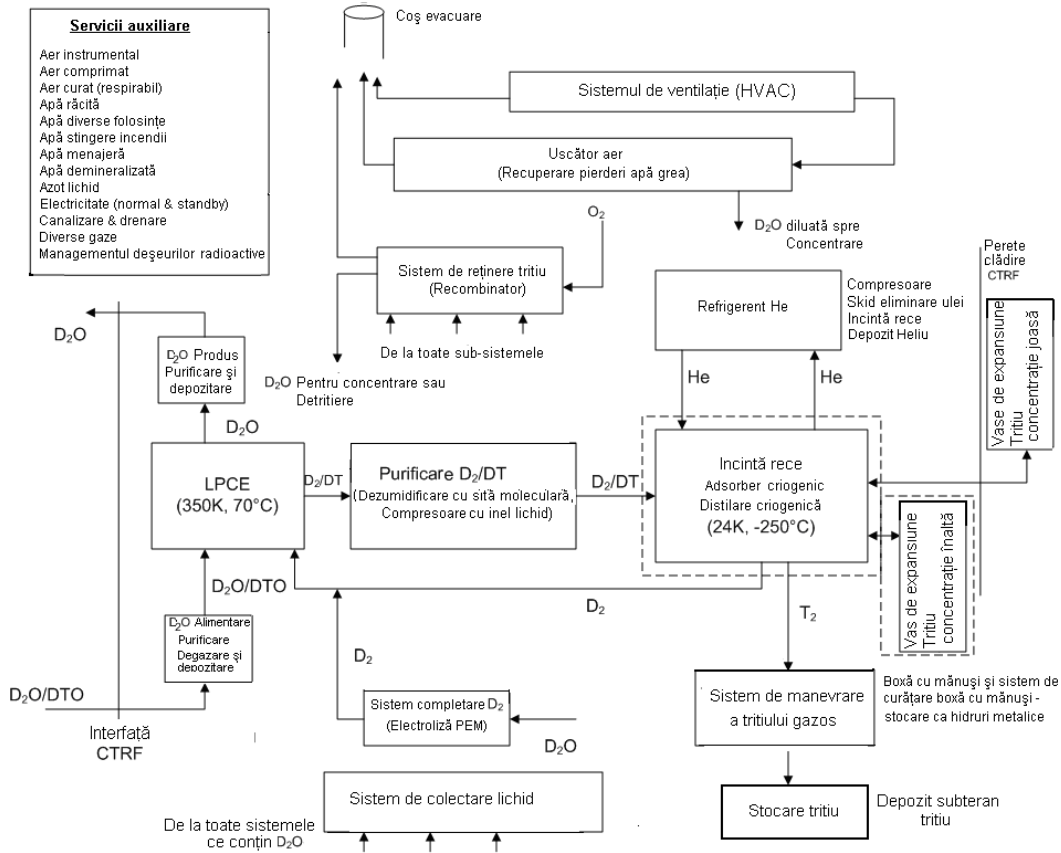 Servicii auxiliare
Aer instrumental
Aer comprimat
Aer curat (respirabil)
Apă răcită
Apă diverse folosințe
Apă stingere incendii
Apă menajeră
Apă demineralizată
Azot lichid
Electricitate (normal & standby)
Canalizare & drenare
Diverse gaze
Managementul deșeurilor radioactive
Coș evacuare
Sistemul de ventilație (HVAC)
Uscător aer
(Recuperare pierderi apă grea)
D₂O diluată spre
Concentrare
O₂
Sistem de reținere tritiu
(Recombinator)
De la toate sub-sistemele
D₂O Pentru concentrare sau
Detritiere
Refrigerent He
Compresoare
Skid eliminare ulei
Incintă rece
Depozit Heliu
Perete
clădire
CTRF
Vase de expansiune
Tritiu
concentrație joasă
He
He
D₂O
D₂O Produs
Purificare și
depozitare
D₂O
LPCE
(350K, 70°C)
D₂/DT
Purificare D₂/DT
(Dezumidificare cu sită moleculară,
Compresoare cu inel lichid)
D₂/DT
Incintă rece
Adsorber criogenic
Distilare criogenică
(24K, -250°C)
Vas de expansiune
Tritiu
concentrație înaltă
D₂O/DTO
D₂
T₂
D₂O Alimentare
Purificare
Degazare și
depozitare
D₂O/DTO
Interfață
CTRF
D₂
Sistem completare D₂
(Electroliză PEM)
D₂O
Sistem de manevrare
a tritiului gazos
Boxă cu mănuși și sistem de
curățare boxă cu mănuși -
stocare ca hidruri metalice
Sistem de colectare lichid
De la toate sistemele
ce conțin D₂O
Stocare tritiu
Depozit subteran
tritiu